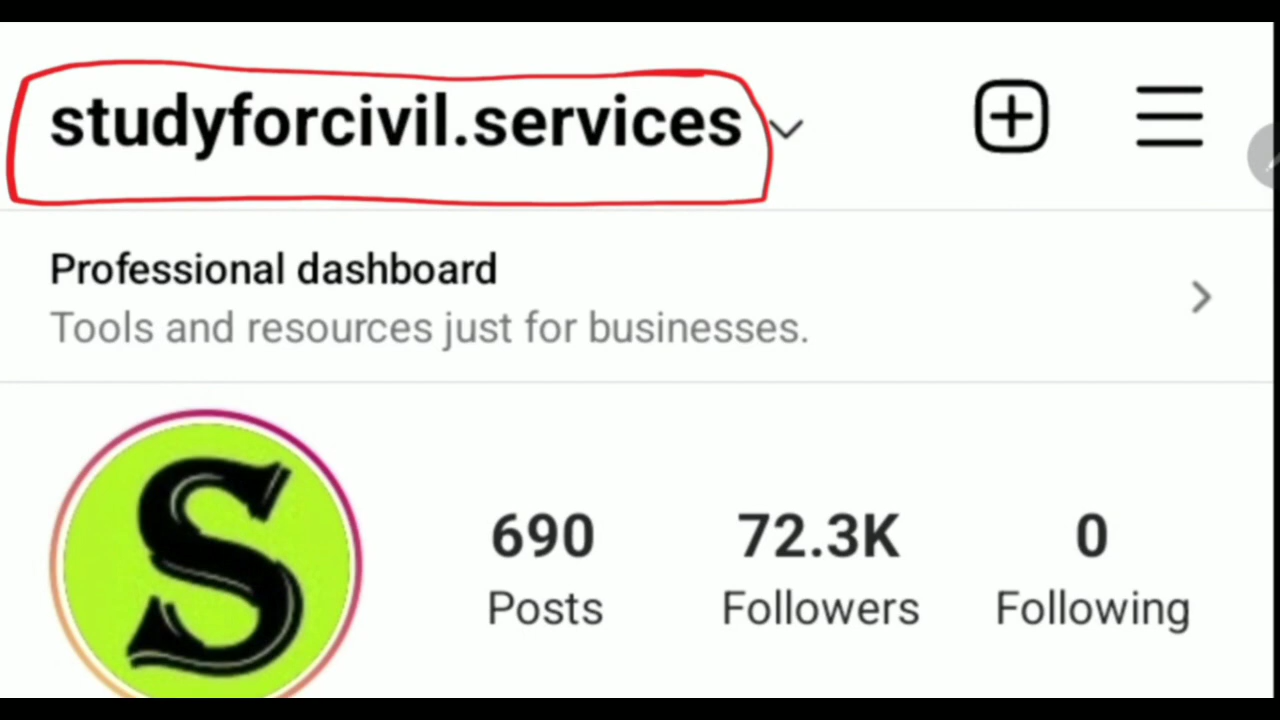 studyforcivil.services
Professional dashboard
Tools and resources just for businesses.
S
690 72.3K 0
Posts Followers Following